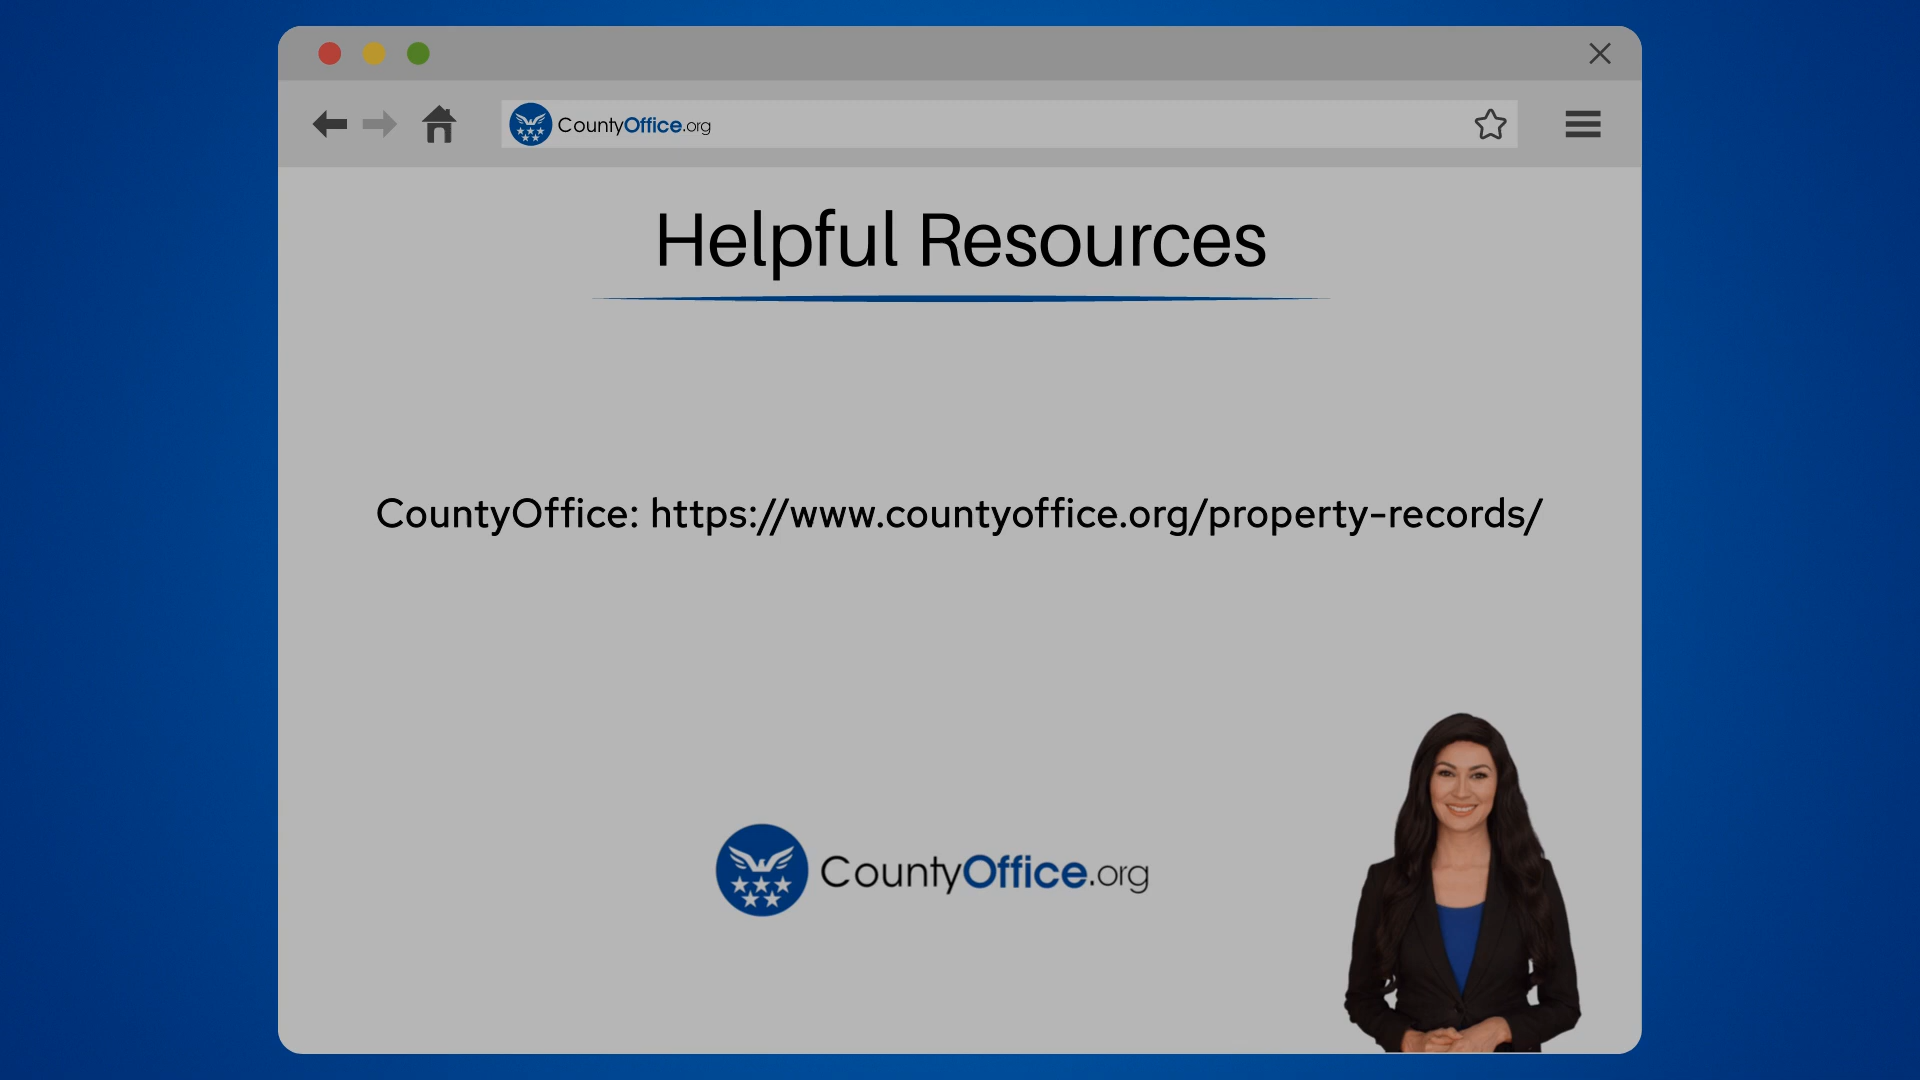 CountyOffice.org
Helpful Resources
CountyOffice: https://www.countyoffice.org/property-records/
CountyOffice.org